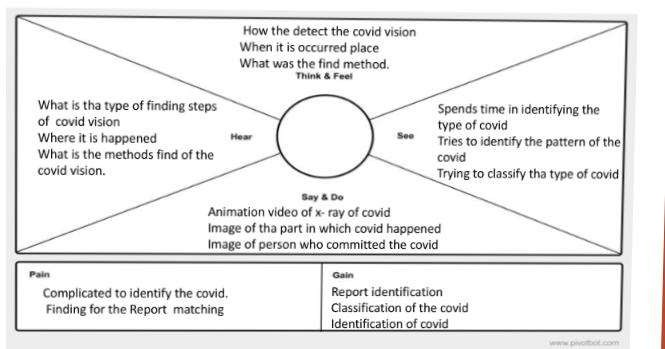 How the detect the covid vision
When it is occurred place
What was the find method.
Think & Feel
What is tha type of finding steps
of covid vision
Where it is happened
What is the methods find of the
covid vision.
Hear
See
Spends time in identifying the
type of covid
Tries to identify the pattern of the
covid
Trying to classify tha type of covid
Say & Do
Animation video of x- ray of covid
Image of tha part in which covid happened
Image of person who committed the covid
Pain
Complicated to identify the covid.
Finding for the Report matching
Gain
Report identification
Classification of the covid
Identification of covid
www.pivotbot.com